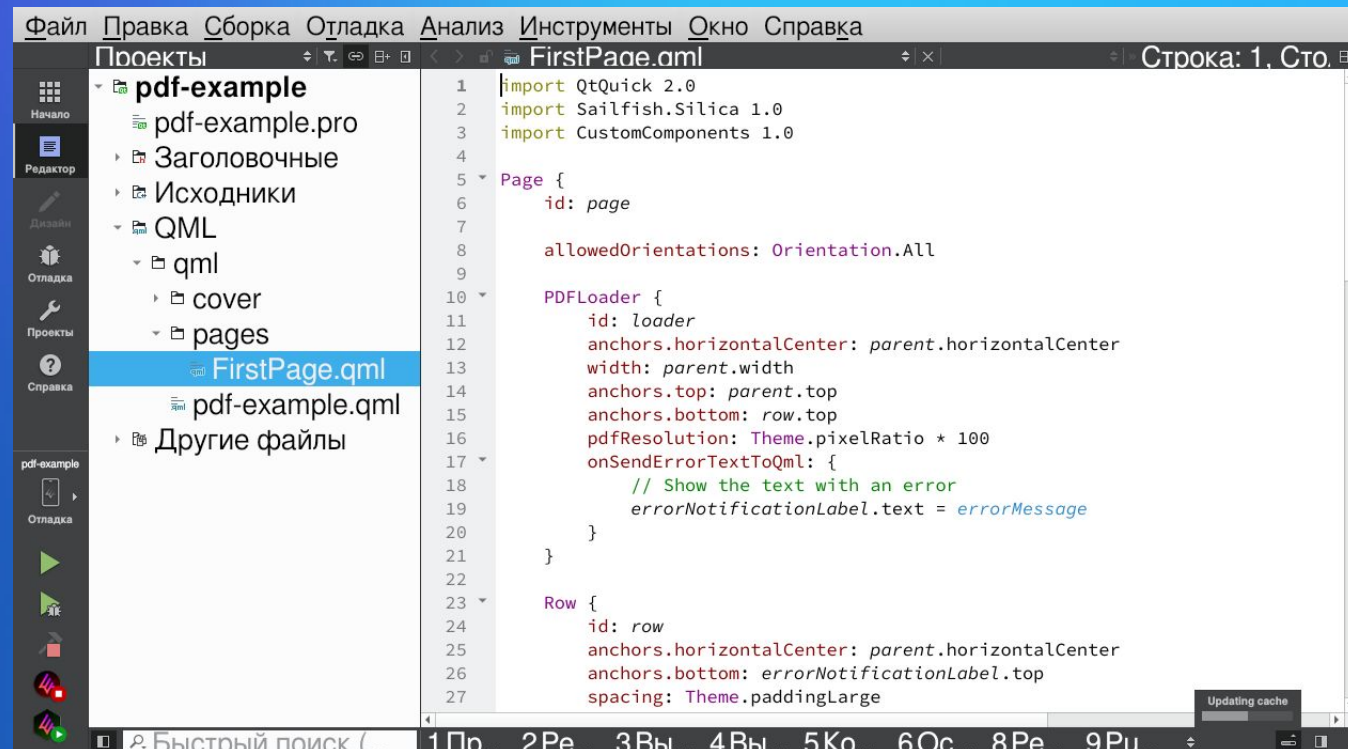 Файл Правка Сборка Отладка Анализ Инструменты Окно Справка
Проекты
FirstPage.qml
Строка: 1, Сто.
Начало
Редактор
Дизайн
Отладка
Проекты
Справка
pdf-example
Отладка
pdf-example
pdf-example.pro
Заголовочные
Исходники
QML
qml
cover
pages
FirstPage.qml
pdf-example.qml
Другие файлы
1 import QtQuick 2.0
2 import Sailfish.Silica 1.0
3 import CustomComponents 1.0
4
5 Page {
6 id: page
7
8 allowedOrientations: Orientation.All
9
10 PDFLoader {
11 id: loader
12 anchors.horizontalCenter: parent.horizontalCenter
13 width: parent.width
14 anchors.top: parent.top
15 anchors.bottom: row.top
16 pdfResolution: Theme.pixelRatio * 100
17 onSendErrorTextToQml: {
18 // Show the text with an error
19 errorNotificationLabel.text = errorMessage
20 }
21 }
22
23 Row {
24 id: row
25 anchors.horizontalCenter: parent.horizontalCenter
26 anchors.bottom: errorNotificationLabel.top
27 spacing: Theme.paddingLarge
Updating cache
Быстрый поиск (... 1 Пр 2 Ре 3 Вы 4 Вы 5 Ко 6 Ос 8 Ре 9 Ри